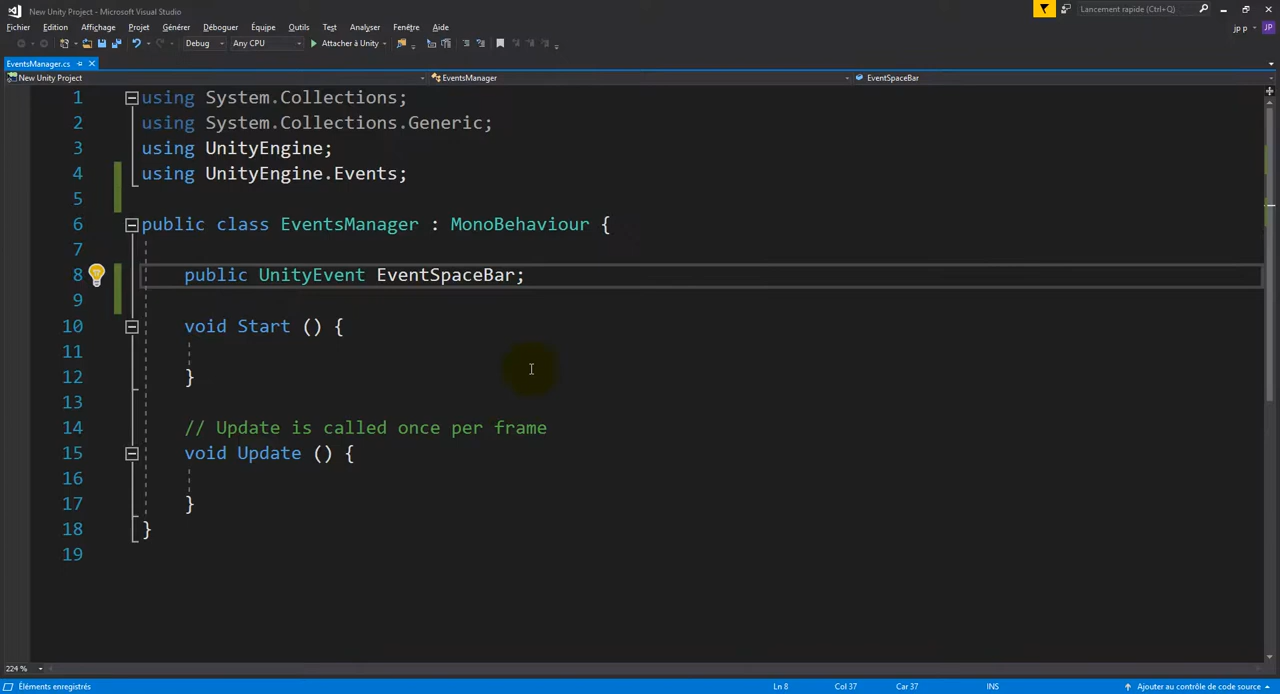 New Unity Project - Microsoft Visual Studio
Lancement rapide (Ctrl+Q)
Fichier Edition Affichage Projet Générer Déboguer Équipe Outils Test Analyser Fenêtre Aide
jp p JP
Debug Any CPU Attacher à Unity
EventsManager.cs
New Unity Project EventsManager EventSpaceBar
1 using System.Collections;
2 using System.Collections.Generic;
3 using UnityEngine;
4 using UnityEngine.Events;
5
6 public class EventsManager : MonoBehaviour {
7
8 public UnityEvent EventSpaceBar;
9
10 void Start () {
11
12 }
13
14 // Update is called once per frame
15 void Update () {
16
17 }
18 }
19
224 %
Éléments enregistrés Ln 8 Col 37 Car 37 INS Ajouter au contrôle de code source